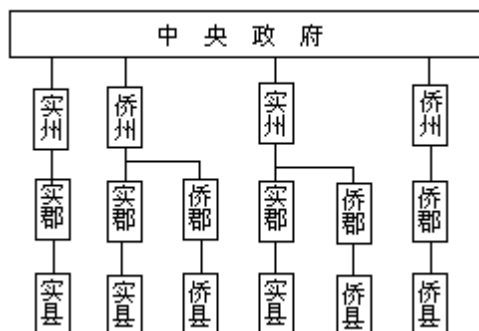 中央政府
实州 侨州 实州 侨州
实郡 实郡 侨郡 实郡 侨郡 侨郡
实县 实县 侨县 实县 侨县 侨县